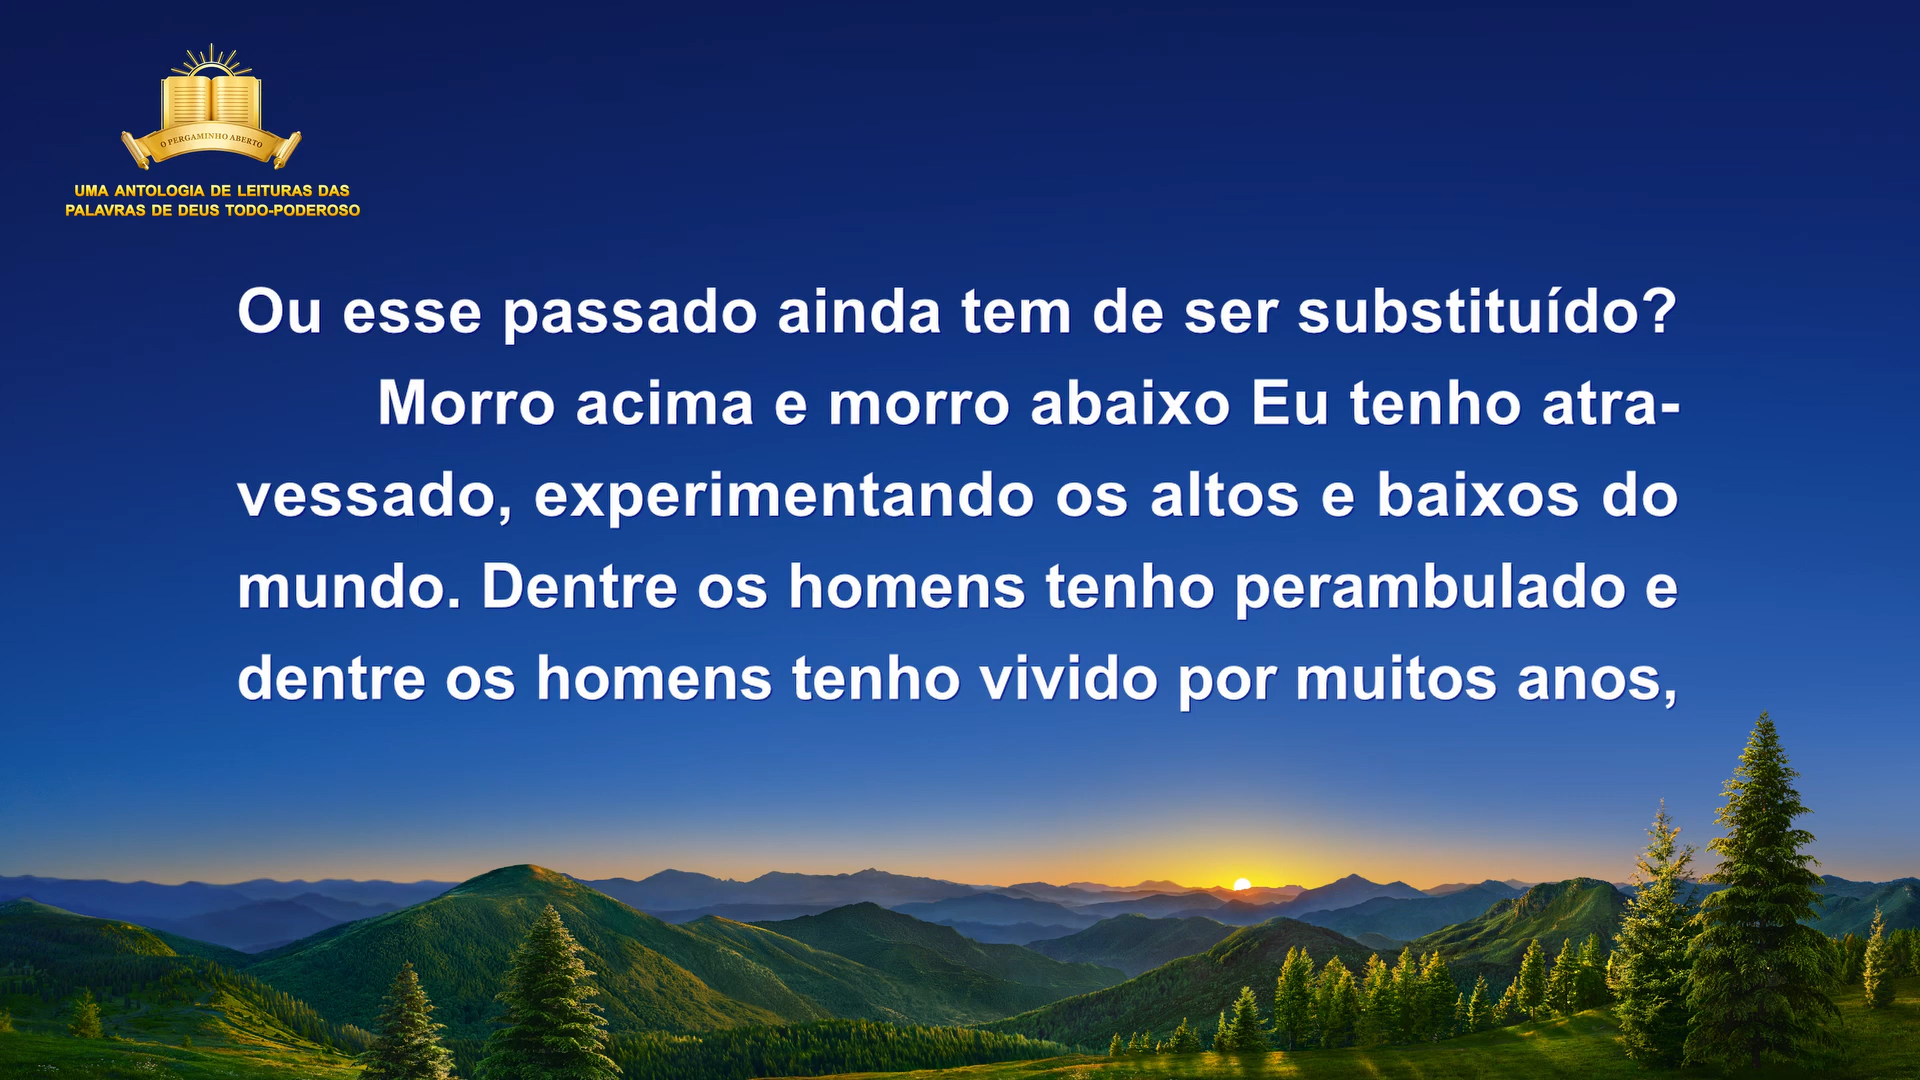 O PERGAMINHO ABERTO
UMA ANTOLOGIA DE LEITURAS DAS
PALAVRAS DE DEUS TODO-PODEROSO
Ou esse passado ainda tem de ser substituído?
Morro acima e morro abaixo Eu tenho atra-
vessado, experimentando os altos e baixos do
mundo. Dentre os homens tenho perambulado e
dentre os homens tenho vivido por muitos anos,